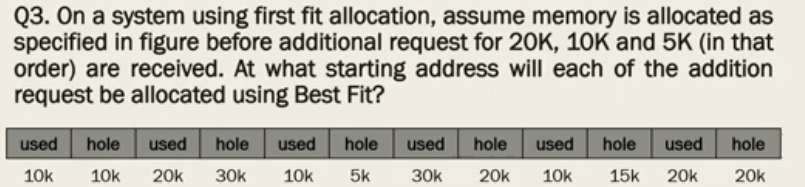 Q3. On a system using first fit allocation, assume memory is allocated as
specified in figure before additional request for 20K, 10K and 5K (in that
order) are received. At what starting address will each of the addition
request be allocated using Best Fit?
used hole used hole used hole used hole used hole used hole
10k 10k 20k 30k 10k 5k 30k 20k 10k 15k 20k 20k